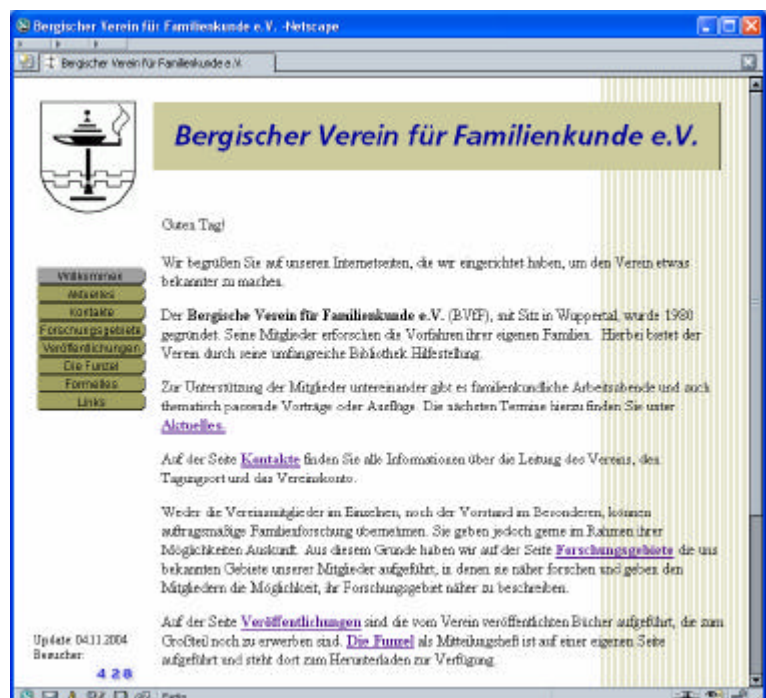 Bergischer Verein für Familienkunde e.V. -Netscape
Bergischer Verein für Familienkunde e.V.
Bergischer Verein für Familienkunde e.V.
Guten Tag!
Wir begrüßen Sie auf unseren Internetseiten, die wir eingerichtet haben, um den Verein etwas
bekannter zu machen.
Der Bergische Verein für Familienkunde e.V. (BVfF), mit Sitz in Wuppertal, wurde 1980
gegründet. Seine Mitglieder erforschen die Vorfahren ihrer eigenen Familien. Hierbei bietet der
Verein durch seine umfangreiche Bibliothek Hilfestellung.
Zur Unterstützung der Mitglieder untereinander gibt es familienkundliche Arbeitsabende und auch
thematisch passende Vorträge oder Ausflüge. Die nächsten Termine hierzu finden Sie unter
Aktuelles.
Auf der Seite Kontakte finden Sie alle Informationen über die Leitung des Vereins, den
Tagungsort und das Vereinskonto.
Weder die Vereinsmitglieder im Einzelnen, noch der Vorstand im Besonderen, können
auftragsmäßige Familienforschung übernehmen. Sie geben jedoch gerne im Rahmen ihrer
Möglichkeiten Auskunft. Aus diesem Grunde haben wir auf der Seite Forschungsgebiete die uns
bekannten Gebiete unserer Mitglieder aufgeführt, in denen sie näher forschen und geben den
Mitgliedern die Möglichkeit, ihr Forschungsgebiet näher zu beschreiben.
Auf der Seite Veröffentlichungen sind die vom Verein veröffentlichten Bücher aufgeführt, die zum
Großteil noch zu erwerben sind. Die Funzel als Mitteilungsheft ist auf einer eigenen Seite
aufgeführt und steht dort zum Herunterladen zur Verfügung.
Willkommen
Aktuelles
Kontakte
Forschungsgebiete
Veröffentlichungen
Die Funzel
Formelles
Links
Update 04.11.2004
Besucher:
428